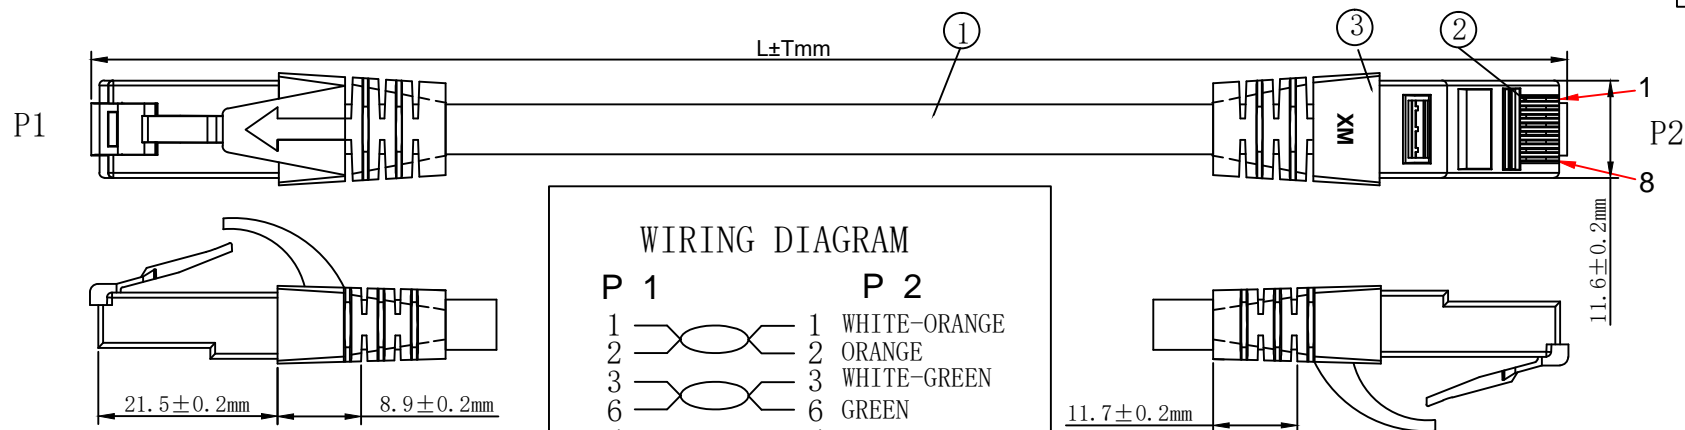 L±Tmm
1
3
2
P1
XM
1
P2
8
11.6±0.2mm
WIRING DIAGRAM
P 1 P 2
1 1 WHITE-ORANGE
2 2 ORANGE
3 3 WHITE-GREEN
6 6 GREEN
21.5±0.2mm
8.9±0.2mm
11.7±0.2mm